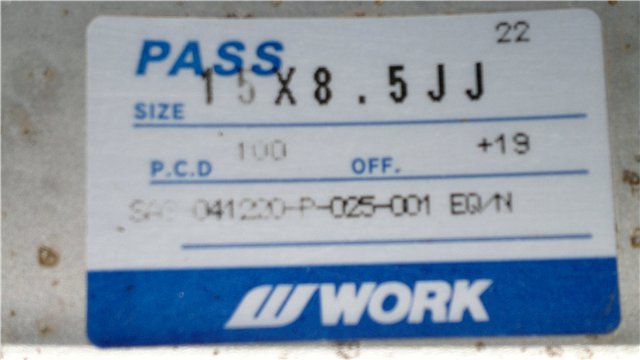 22
PASS
SIZE 15X8.5JJ
P.C.D 100 OFF. +19
041220-P-025-001 EQ/N
WORK